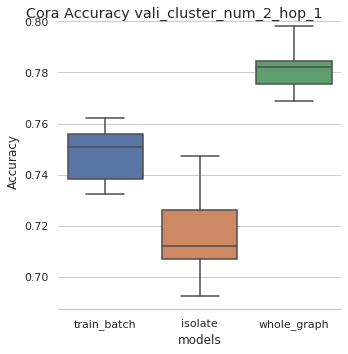 Cora Accuracy vali_cluster_num_2_hop_1
0.80
0.78
0.76
0.74
0.72
0.70
Accuracy
train_batch isolate whole_graph
models